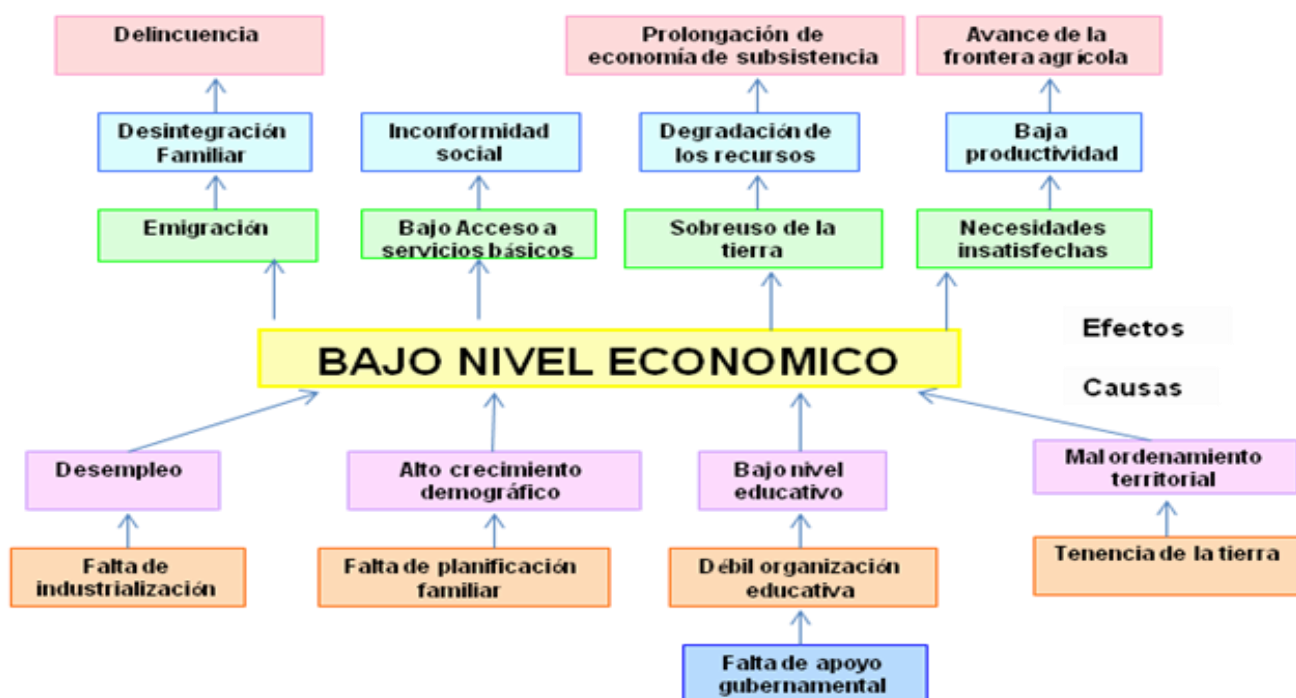 Delincuencia
Prolongación de
economía de subsistencia
Avance de la
frontera agrícola
Desintegración
Familiar
Inconformidad
social
Degradación de
los recursos
Baja
productividad
Emigración
Bajo Acceso a
servicios básicos
Sobreuso de la
tierra
Necesidades
insatisfechas
Efectos
BAJO NIVEL ECONOMICO
Causas
Desempleo
Alto crecimiento
demográfico
Bajo nivel
educativo
Mal ordenamiento
territorial
Falta de
industrialización
Falta de planificación
familiar
Débil organización
educativa
Tenencia de la tierra
Falta de apoyo
gubernamental